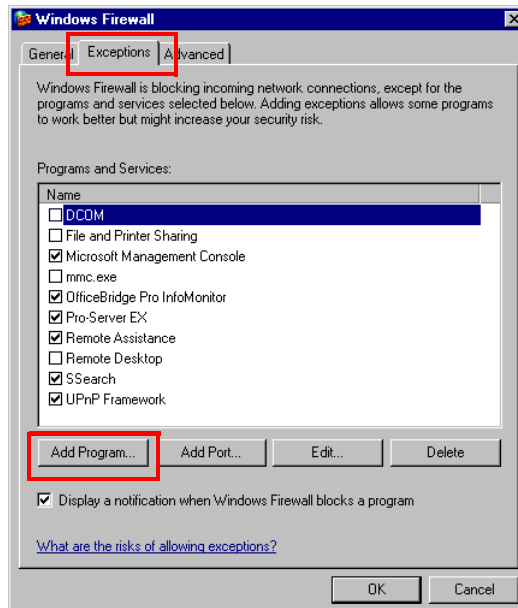 Windows Firewall
General Exceptions Advanced
Windows Firewall is blocking incoming network connections, except for the
programs and services selected below. Adding exceptions allows some programs
to work better but might increase your security risk.
Programs and Services:
Name
DCOM
File and Printer Sharing
Microsoft Management Console
mmc.exe
OfficeBridge Pro InfoMonitor
Pro-Server EX
Remote Assistance
Remote Desktop
SSearch
UPnP Framework
Add Program... Add Port... Edit... Delete
Display a notification when Windows Firewall blocks a program
What are the risks of allowing exceptions?
OK Cancel